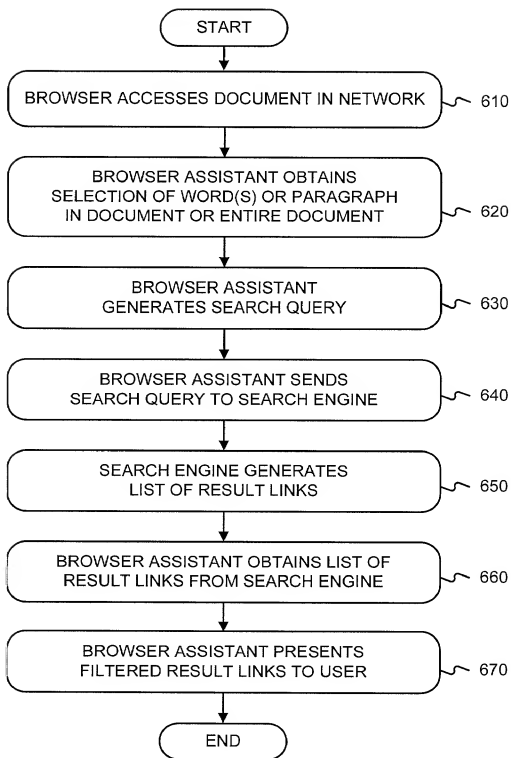 START
BROWSER ACCESSES DOCUMENT IN NETWORK
610
BROWSER ASSISTANT OBTAINS
SELECTION OF WORD(S) OR PARAGRAPH
IN DOCUMENT OR ENTIRE DOCUMENT
620
BROWSER ASSISTANT
GENERATES SEARCH QUERY
630
BROWSER ASSISTANT SENDS
SEARCH QUERY TO SEARCH ENGINE
640
SEARCH ENGINE GENERATES
LIST OF RESULT LINKS
650
BROWSER ASSISTANT OBTAINS LIST OF
RESULT LINKS FROM SEARCH ENGINE
660
BROWSER ASSISTANT PRESENTS
FILTERED RESULT LINKS TO USER
670
END